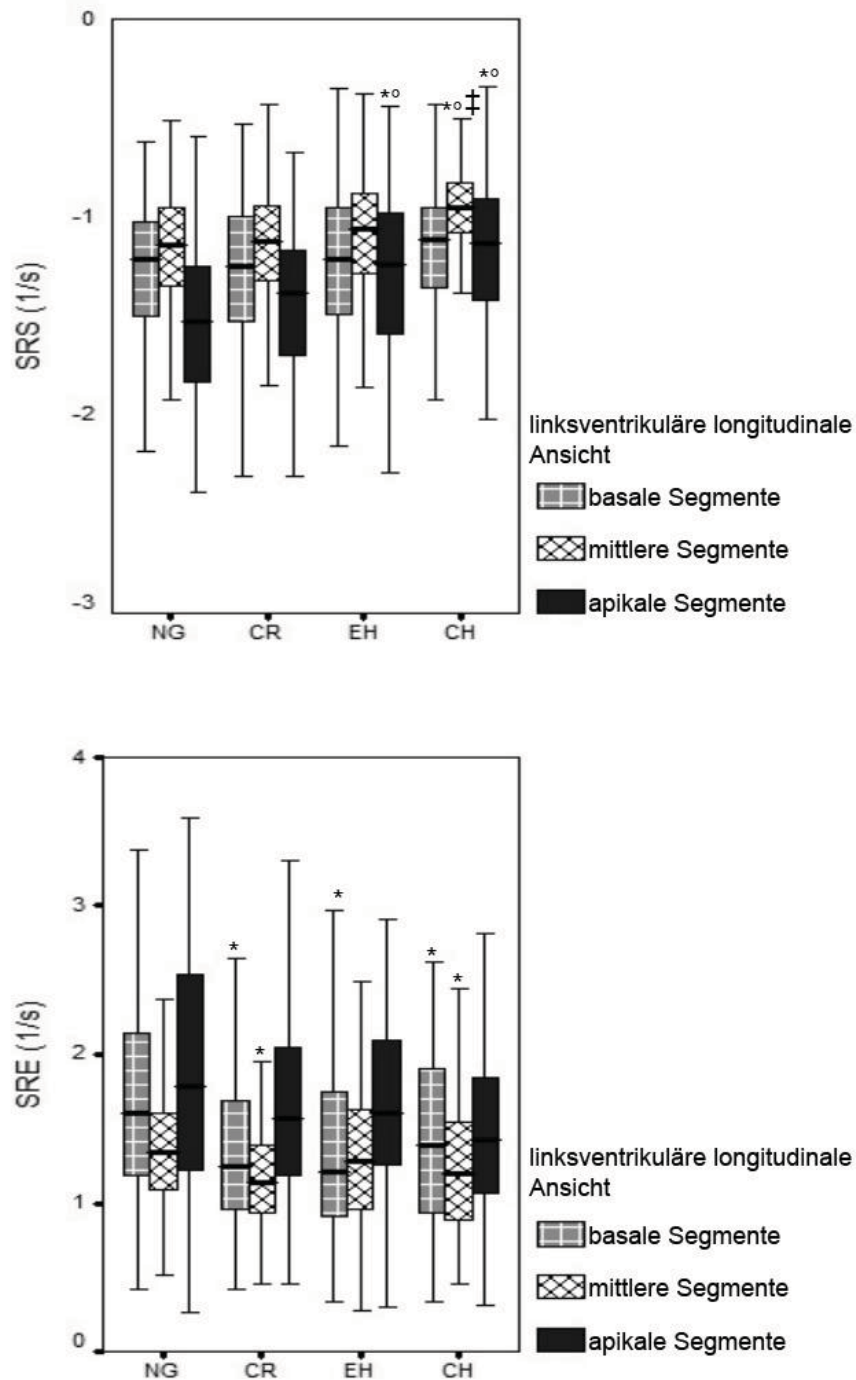 0
*°
*° ‡
*°
-1
SRS (1/s)
-2
-3
NG CR EH CH
linksventrikuläre longitudinale
Ansicht
basale Segmente
mittlere Segmente
apikale Segmente
4
3
*
*
*
*
*
2
SRE (1/s)
1
0
NG CR EH CH
linksventrikuläre longitudinale
Ansicht
basale Segmente
mittlere Segmente
apikale Segmente